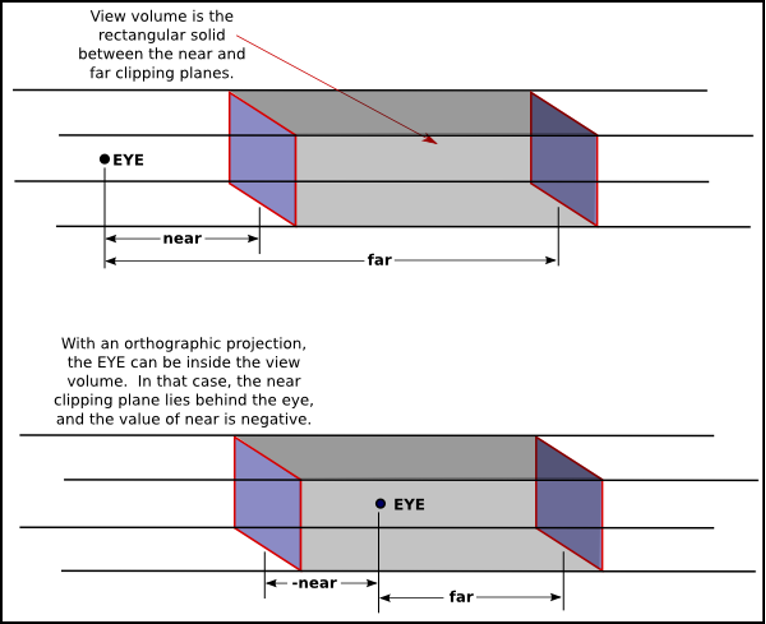 View volume is the
rectangular solid
between the near and
far clipping planes.
EYE
near
far
With an orthographic projection,
the EYE can be inside the view
volume.  In that case, the near
clipping plane lies behind the eye,
and the value of near is negative.
EYE
-near
far